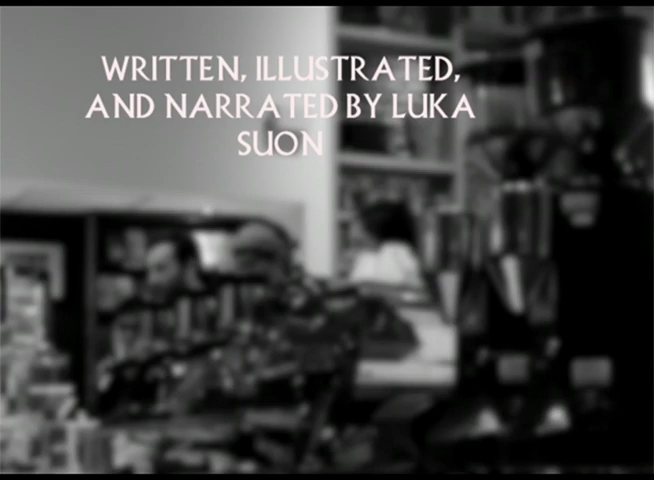 WRITTEN, ILLUSTRATED,
AND NARRATED BY LUKA
SUON